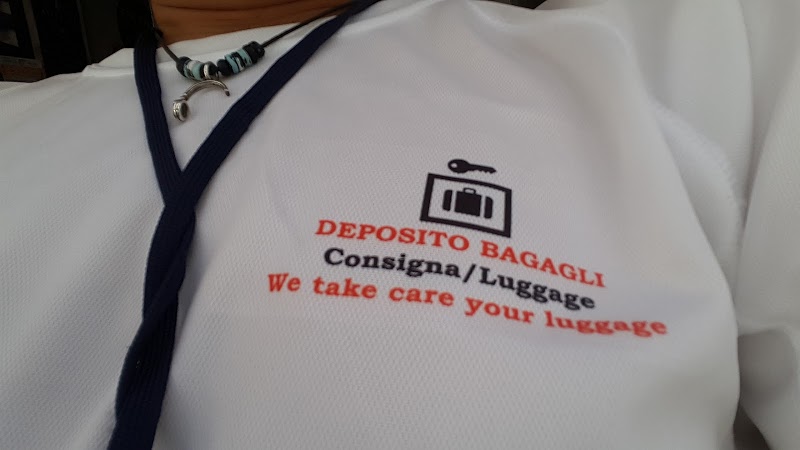 DEPOSITO BAGAGLI
Consigna/Luggage
We take care your luggage